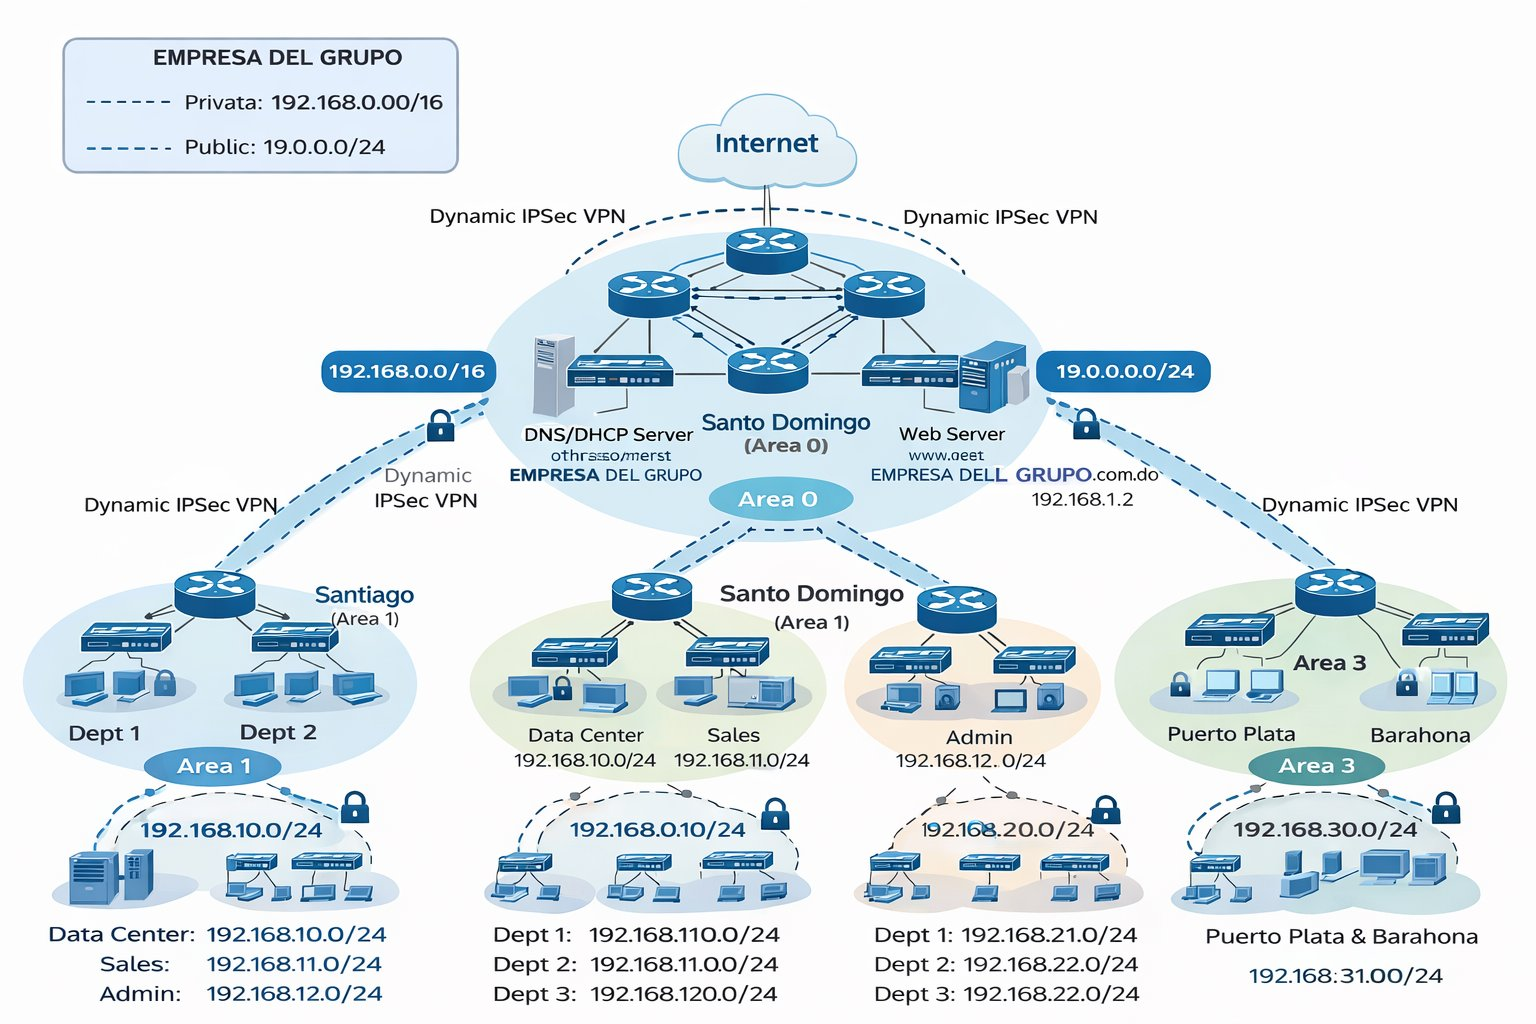 EMPRESA DEL GRUPO
Privata: 192.168.0.00/16
Public: 19.0.0.0/24
Internet
Dynamic IPSec VPN
Dynamic IPSec VPN
192.168.0.0/16
19.0.0.0.0/24
Santo Domingo
(Area 0)
DNS/DHCP Server
EMPRESA DEL GRUPO
Web Server
www.aeet
EMPRESA DELL GRUPO.com.do
192.168.1.2
Area 0
Dynamic IPSec VPN
Dynamic
IPSec VPN
Dynamic IPSec VPN
Santiago
(Area 1)
Dept 1
Dept 2
Area 1
Santo Domingo
(Area 1)
Data Center
192.168.10.0/24
Sales
192.168.11.0/24
Admin
192.168.12. 0/24
Area 3
Puerto Plata
Barahona
Area 3
192.168.10.0/24
192.168.0.10/24
192.168.20.0/24
192.168.30.0/24
Data Center: 192.168.10.0/24
Sales: 192.168.11.0/24
Admin: 192.168.12.0/24
Dept 1: 192.168.110.0/24
Dept 2: 192.168.11.0.0/24
Dept 3: 192.168.120.0/24
Dept 1: 192.168.21.0/24
Dept 2: 192.168.22.0/24
Dept 3: 192.168.22.0/24
Puerto Plata & Barahona
192.168:31.00/24